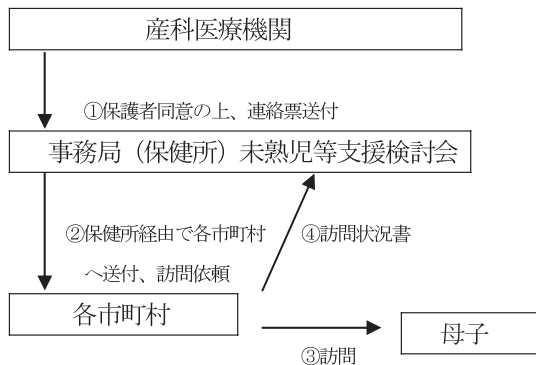 産科医療機関
①保護者同意の上、連絡票送付
事務局（保健所）未熟児等支援検討会
②保健所経由で各市町村
④訪問状況書
へ送付、訪問依頼
各市町村
母子
③訪問